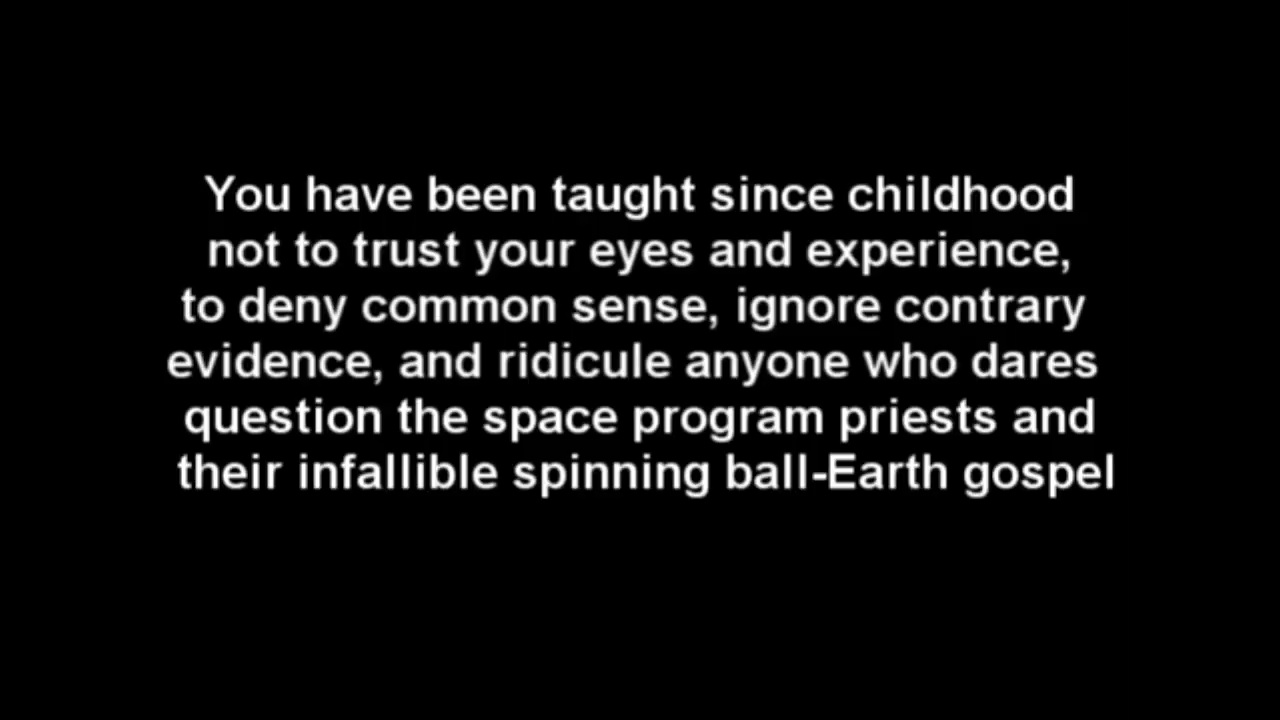 You have been taught since childhood
not to trust your eyes and experience,
to deny common sense, ignore contrary
evidence, and ridicule anyone who dares
question the space program priests and
their infallible spinning ball-Earth gospel